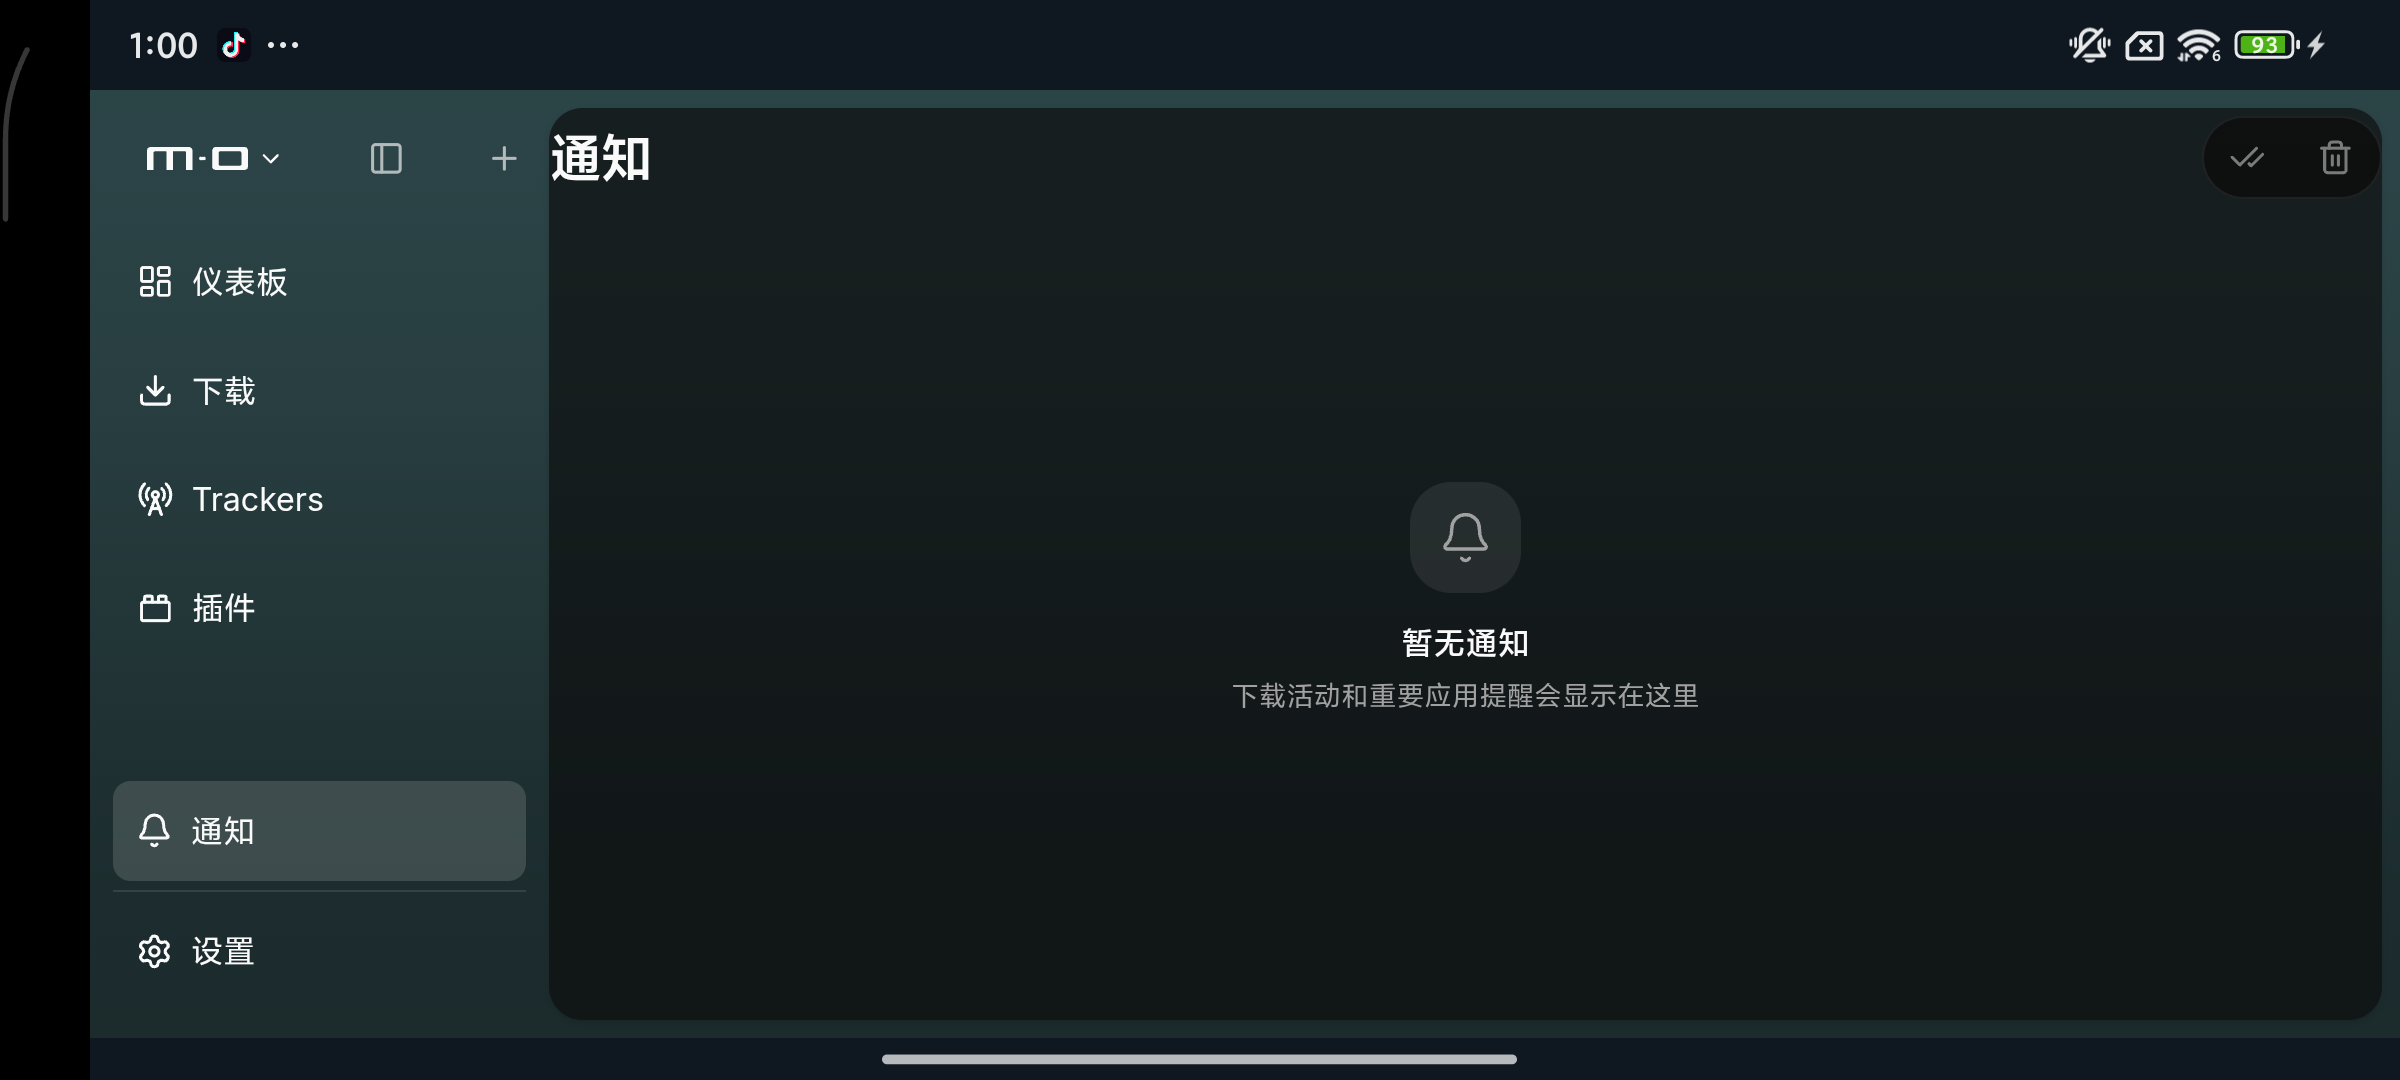 1:00
6
93
m-o
通知
仪表板
下载
Trackers
插件
暂无通知
下载活动和重要应用提醒会显示在这里
通知
设置